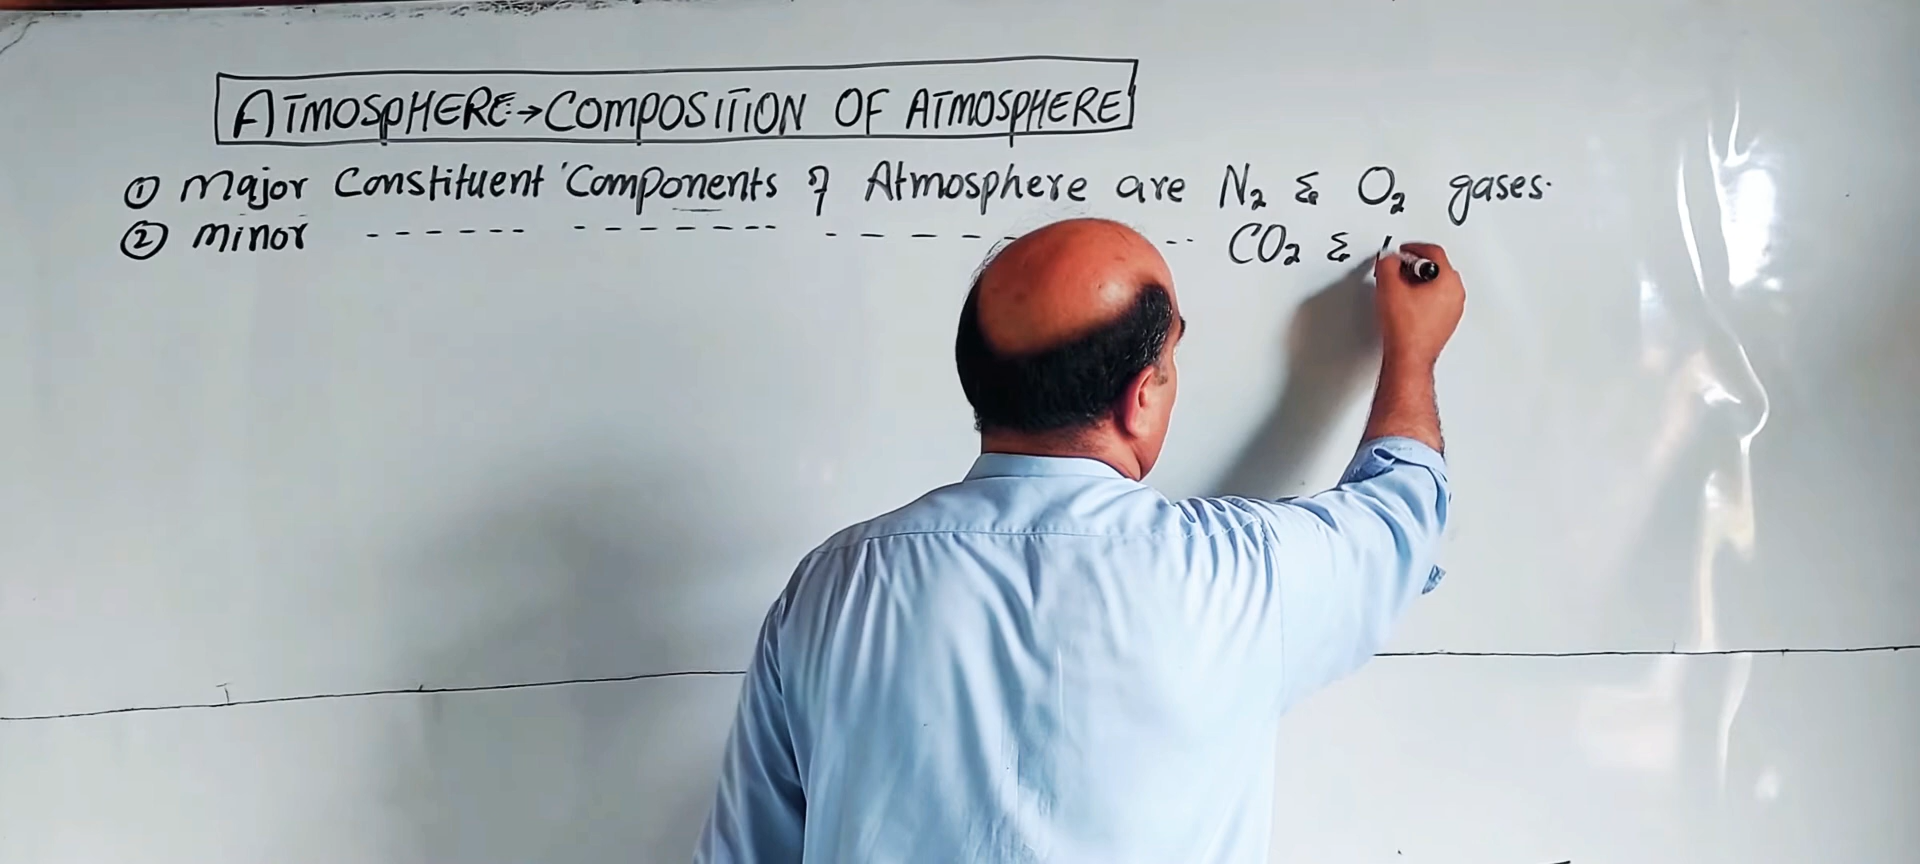 ATMOSPHERE → COMPOSITION OF ATMOSPHERE
① Major Constituent Components of Atmosphere are N₂ & O₂ gases.
② Minor ------ ------- ---- -- CO₂ &